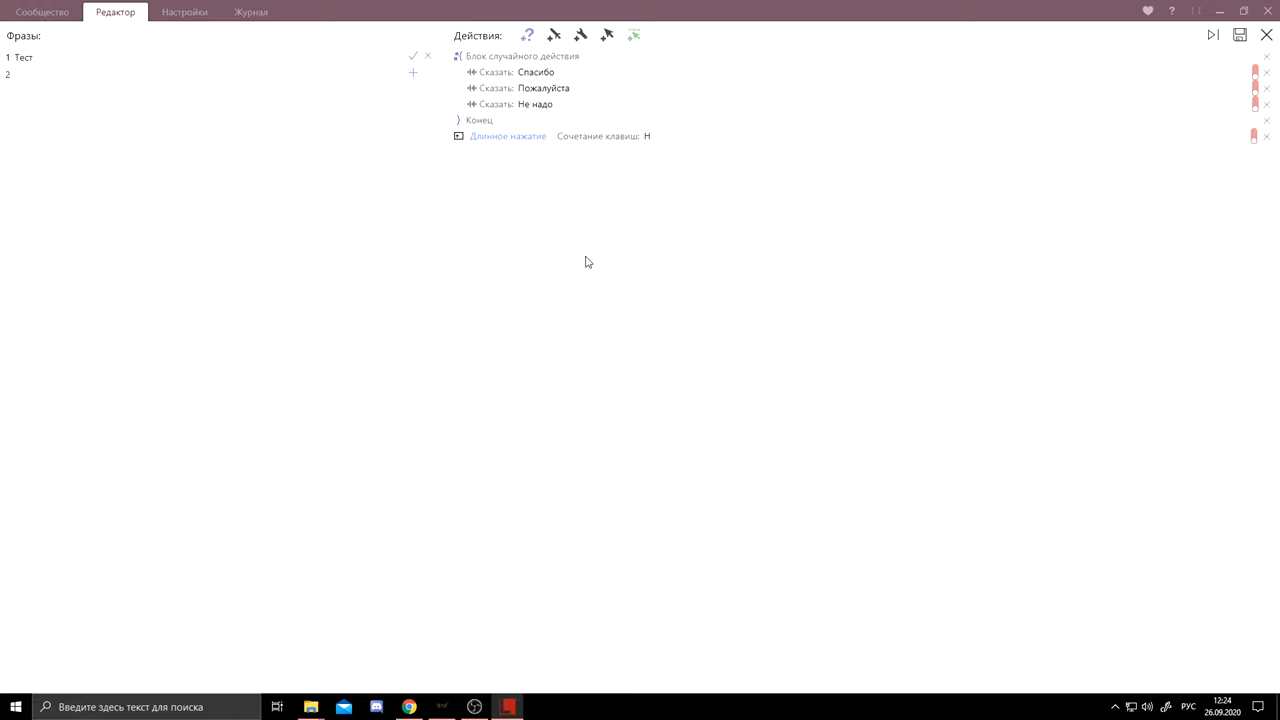 Сообщество Редактор Настройки Журнал
Фразы:
1 Тест
2
Действия:
Блок случайного действия
Сказать: Спасибо
Сказать: Пожалуйста
Сказать: Не надо
} Конец
Длинное нажатие Сочетание клавиш: H
Введите здесь текст для поиска
РУС
12:24
26.09.2020